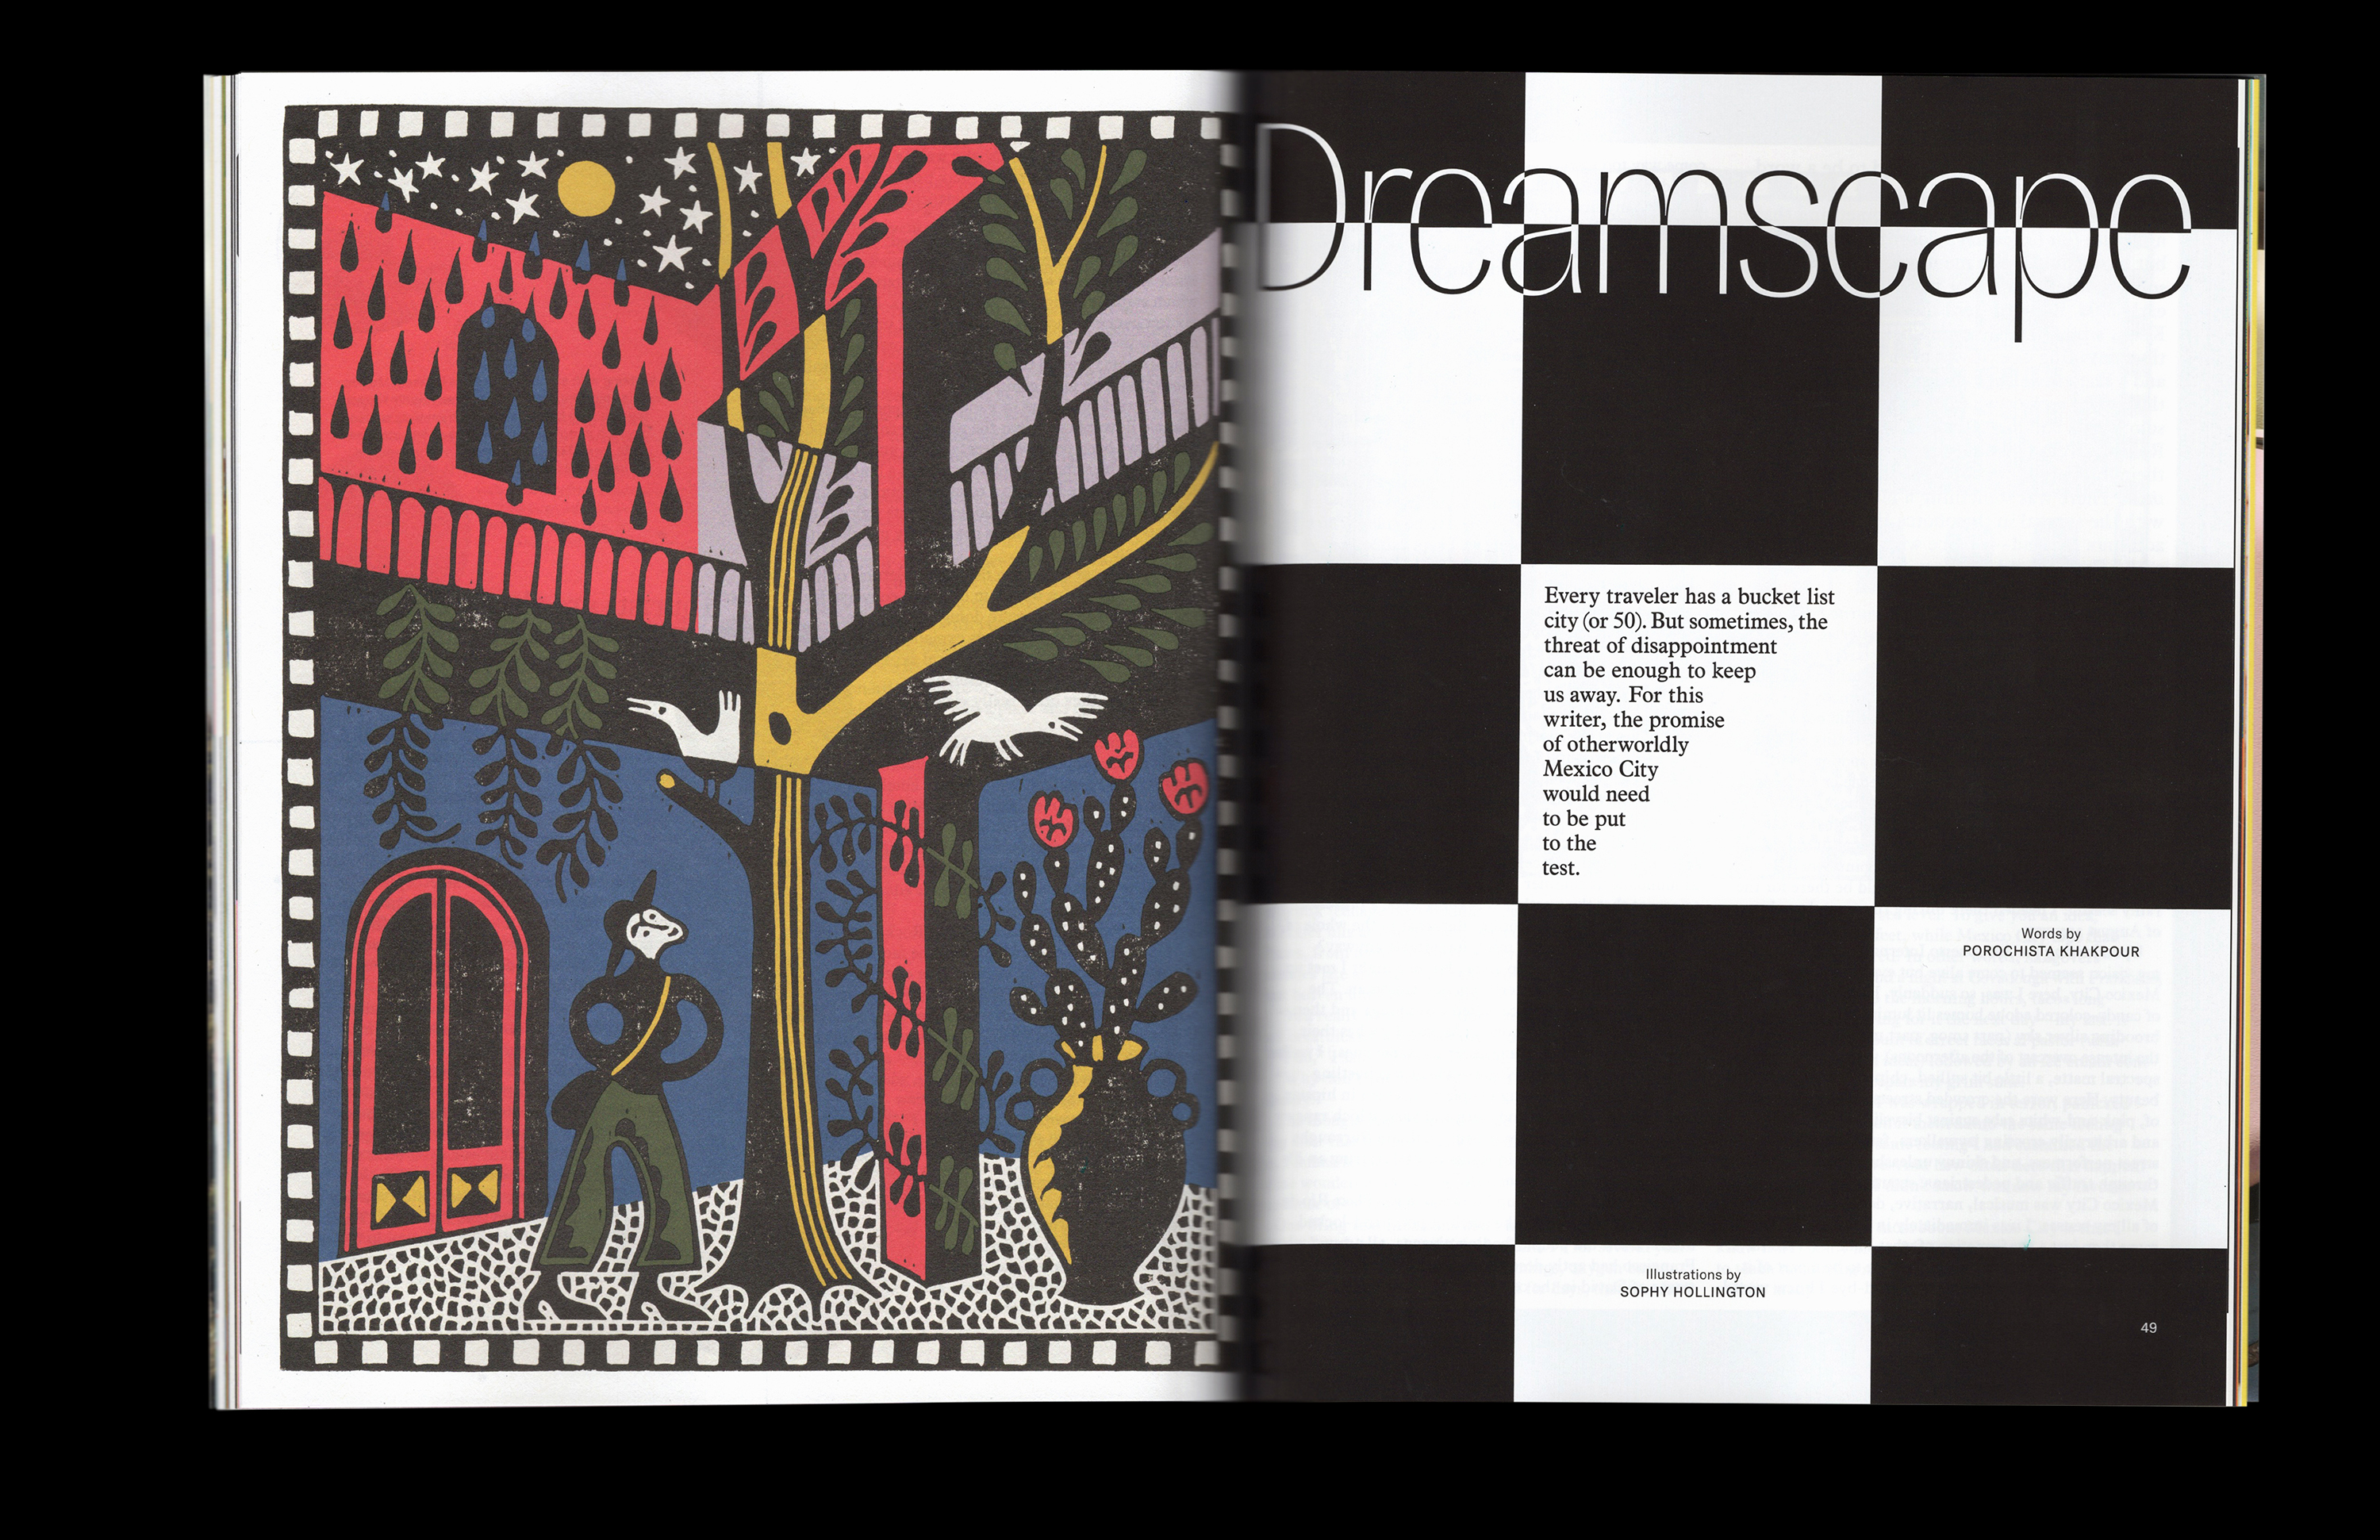 Dreamscape
Every traveler has a bucket list
city (or 50). But sometimes, the
threat of disappointment
can be enough to keep
us away. For this
writer, the promise
of otherworldly
Mexico City
would need
to be put
to the
test.
Words by
POROCHISTA KHAKPOUR
Illustrations by
SOPHY HOLLINGTON
49